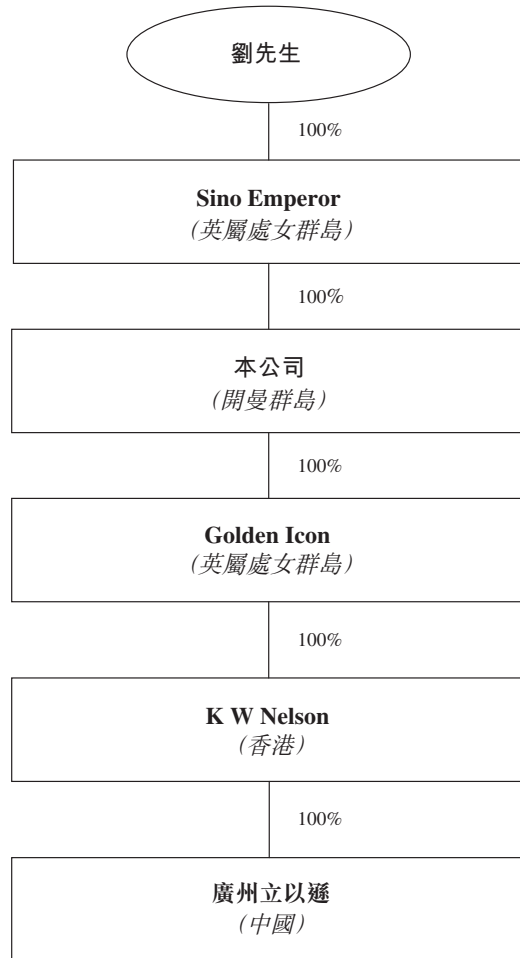 劉先生
100%
Sino Emperor
(英屬處女群島)
100%
本公司
(開曼群島)
100%
Golden Icon
(英屬處女群島)
100%
K W Nelson
(香港)
100%
廣州立以遜
(中國)